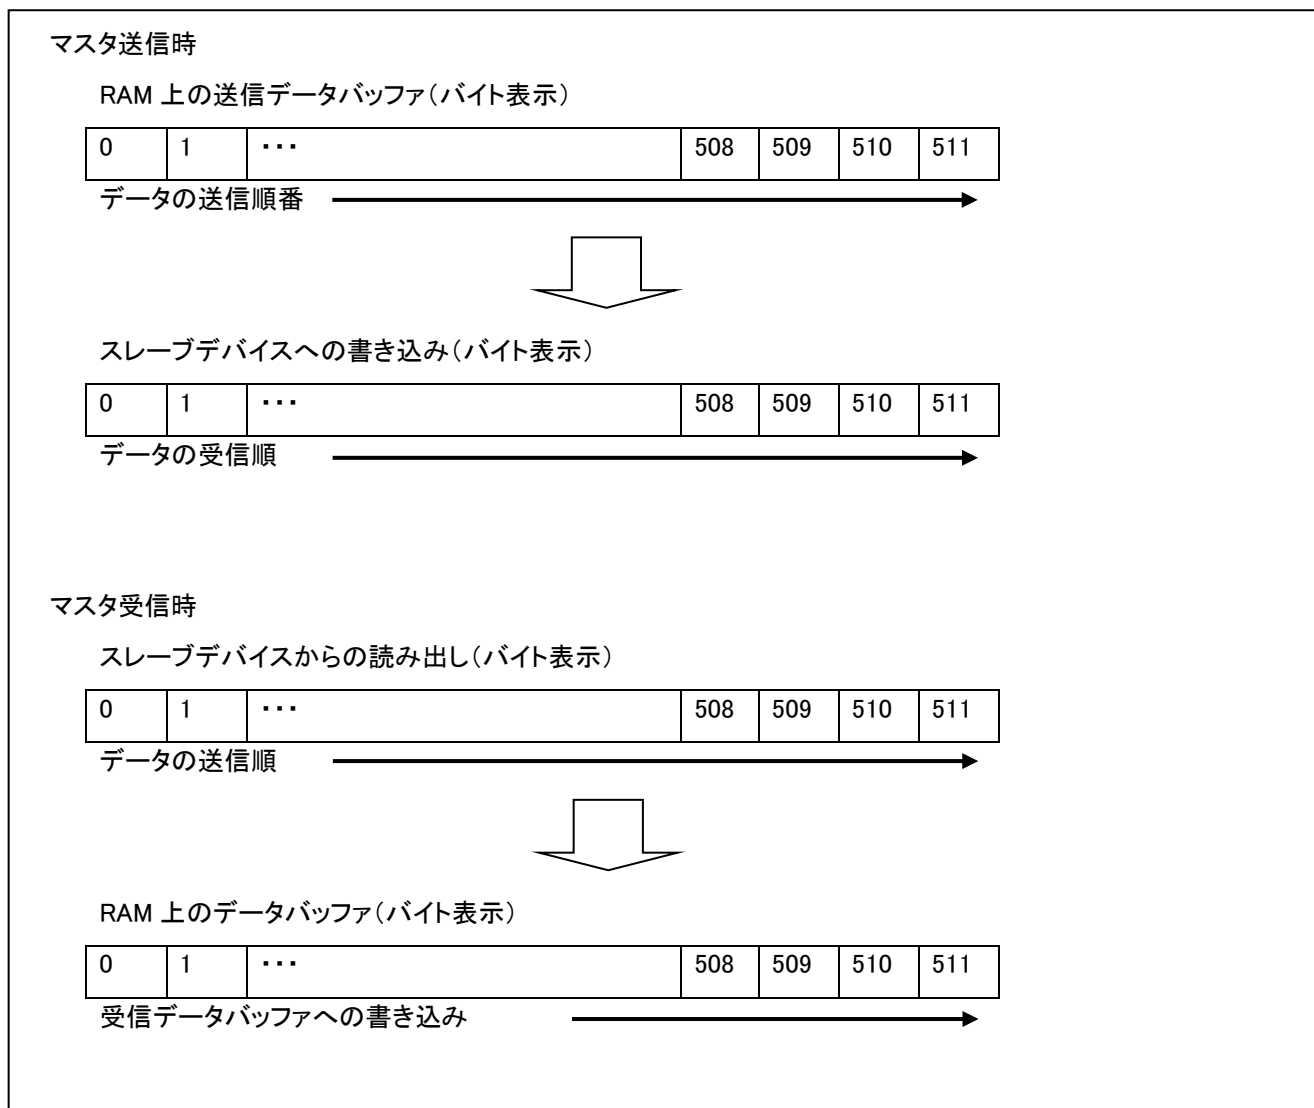 マスタ送信時
RAM 上の送信データバッファ（バイト表示）
0 1 ・・・ 508 509 510 511
データの送信順番
スレーブデバイスへの書き込み（バイト表示）
0 1 ・・・ 508 509 510 511
データの受信順
マスタ受信時
スレーブデバイスからの読み出し（バイト表示）
0 1 ・・・ 508 509 510 511
データの送信順
RAM 上のデータバッファ（バイト表示）
0 1 ・・・ 508 509 510 511
受信データバッファへの書き込み